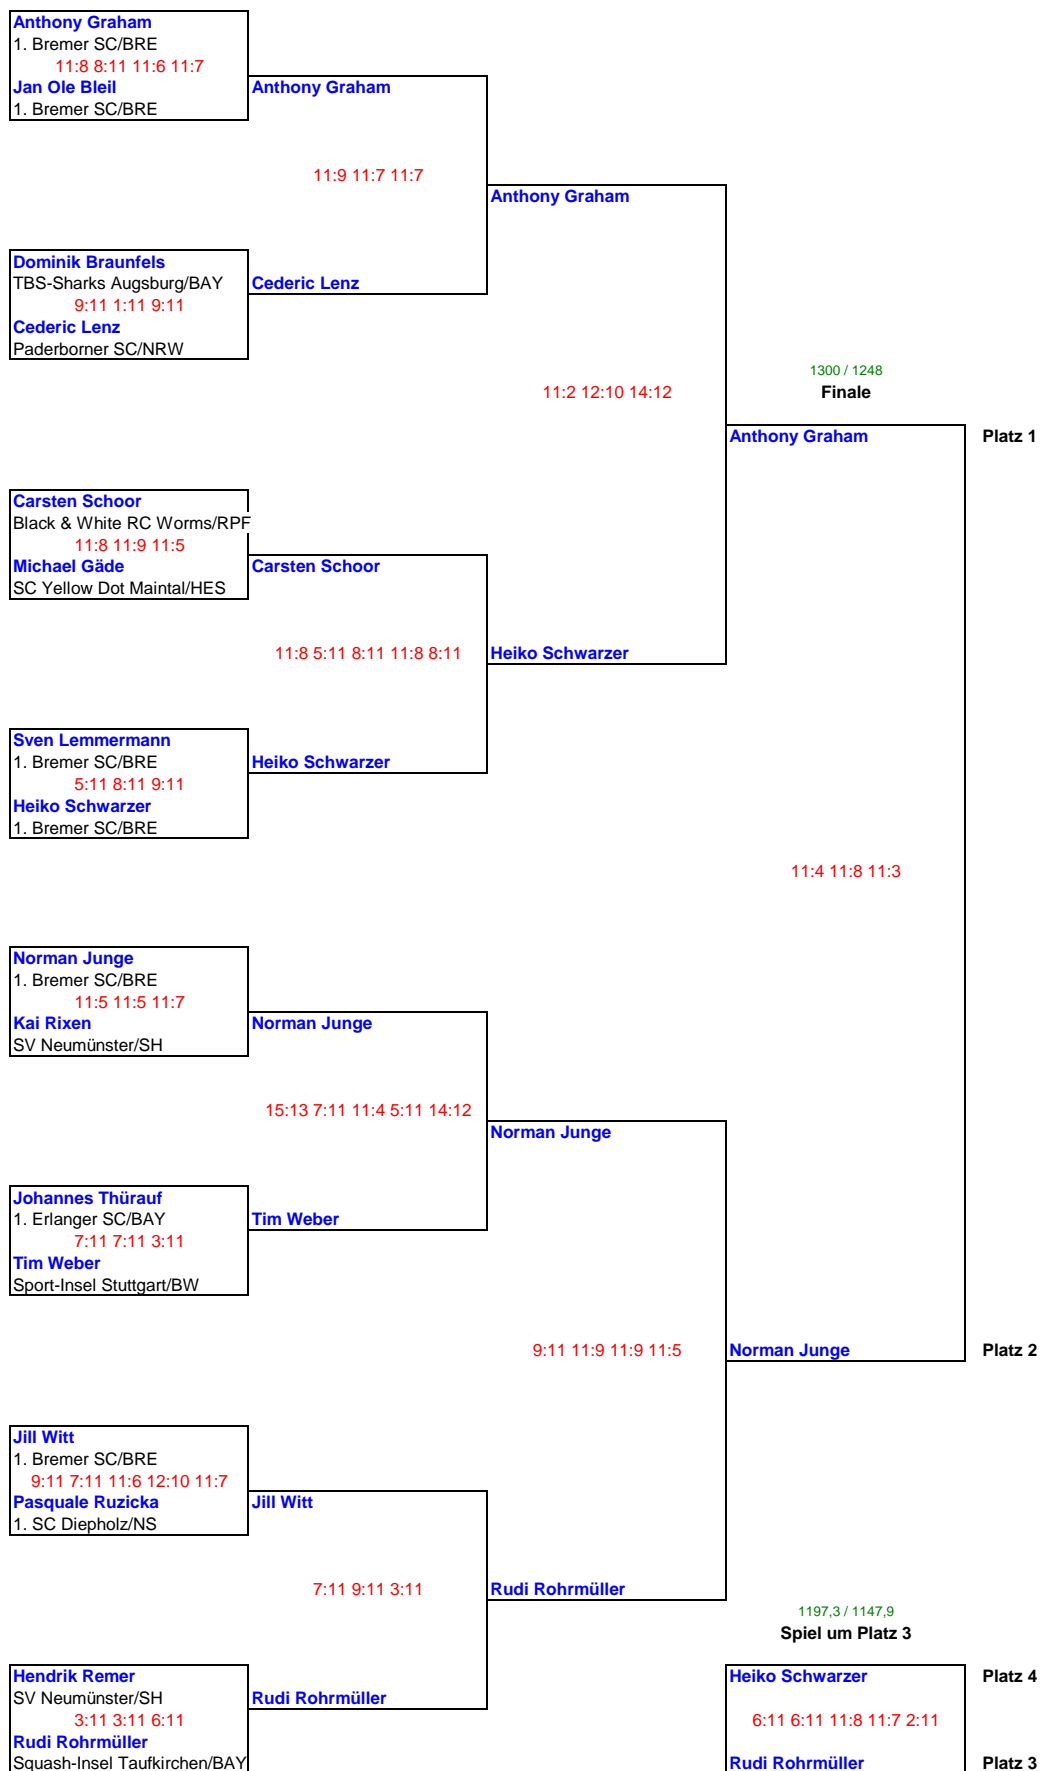 Anthony Graham
1. Bremer SC/BRE
11:8 8:11 11:6 11:7
Jan Ole Bleil
Anthony Graham
1. Bremer SC/BRE
11:9 11:7 11:7
Anthony Graham
Dominik Braunfels
TBS-Sharks Augsburg/BAY
Cederic Lenz
9:11 1:11 9:11
Cederic Lenz
Paderborner SC/NRW
1300 / 1248
11:2 12:10 14:12
Finale
Anthony Graham
Platz 1
Carsten Schoor
Black & White RC Worms/RPF
11:8 11:9 11:5
Michael Gäde
Carsten Schoor
SC Yellow Dot Maintal/HES
11:8 5:11 8:11 11:8 8:11
Heiko Schwarzer
Sven Lemmermann
1. Bremer SC/BRE
Heiko Schwarzer
5:11 8:11 9:11
Heiko Schwarzer
1. Bremer SC/BRE
11:4 11:8 11:3
Norman Junge
1. Bremer SC/BRE
11:5 11:5 11:7
Kai Rixen
Norman Junge
SV Neumünster/SH
15:13 7:11 11:4 5:11 14:12
Norman Junge
Johannes Thürauf
1. Erlanger SC/BAY
Tim Weber
7:11 7:11 3:11
Tim Weber
Sport-Insel Stuttgart/BW
9:11 11:9 11:9 11:5
Norman Junge
Platz 2
Jill Witt
1. Bremer SC/BRE
9:11 7:11 11:6 12:10 11:7
Pasquale Ruzicka
Jill Witt
1. SC Diepholz/NS
7:11 9:11 3:11
Rudi Rohrmüller
1197,3 / 1147,9
Spiel um Platz 3
Hendrik Remer
Heiko Schwarzer
Platz 4
SV Neumünster/SH
Rudi Rohrmüller
3:11 3:11 6:11
6:11 6:11 11:8 11:7 2:11
Rudi Rohrmüller
Squash-Insel Taufkirchen/BAY
Rudi Rohrmüller
Platz 3